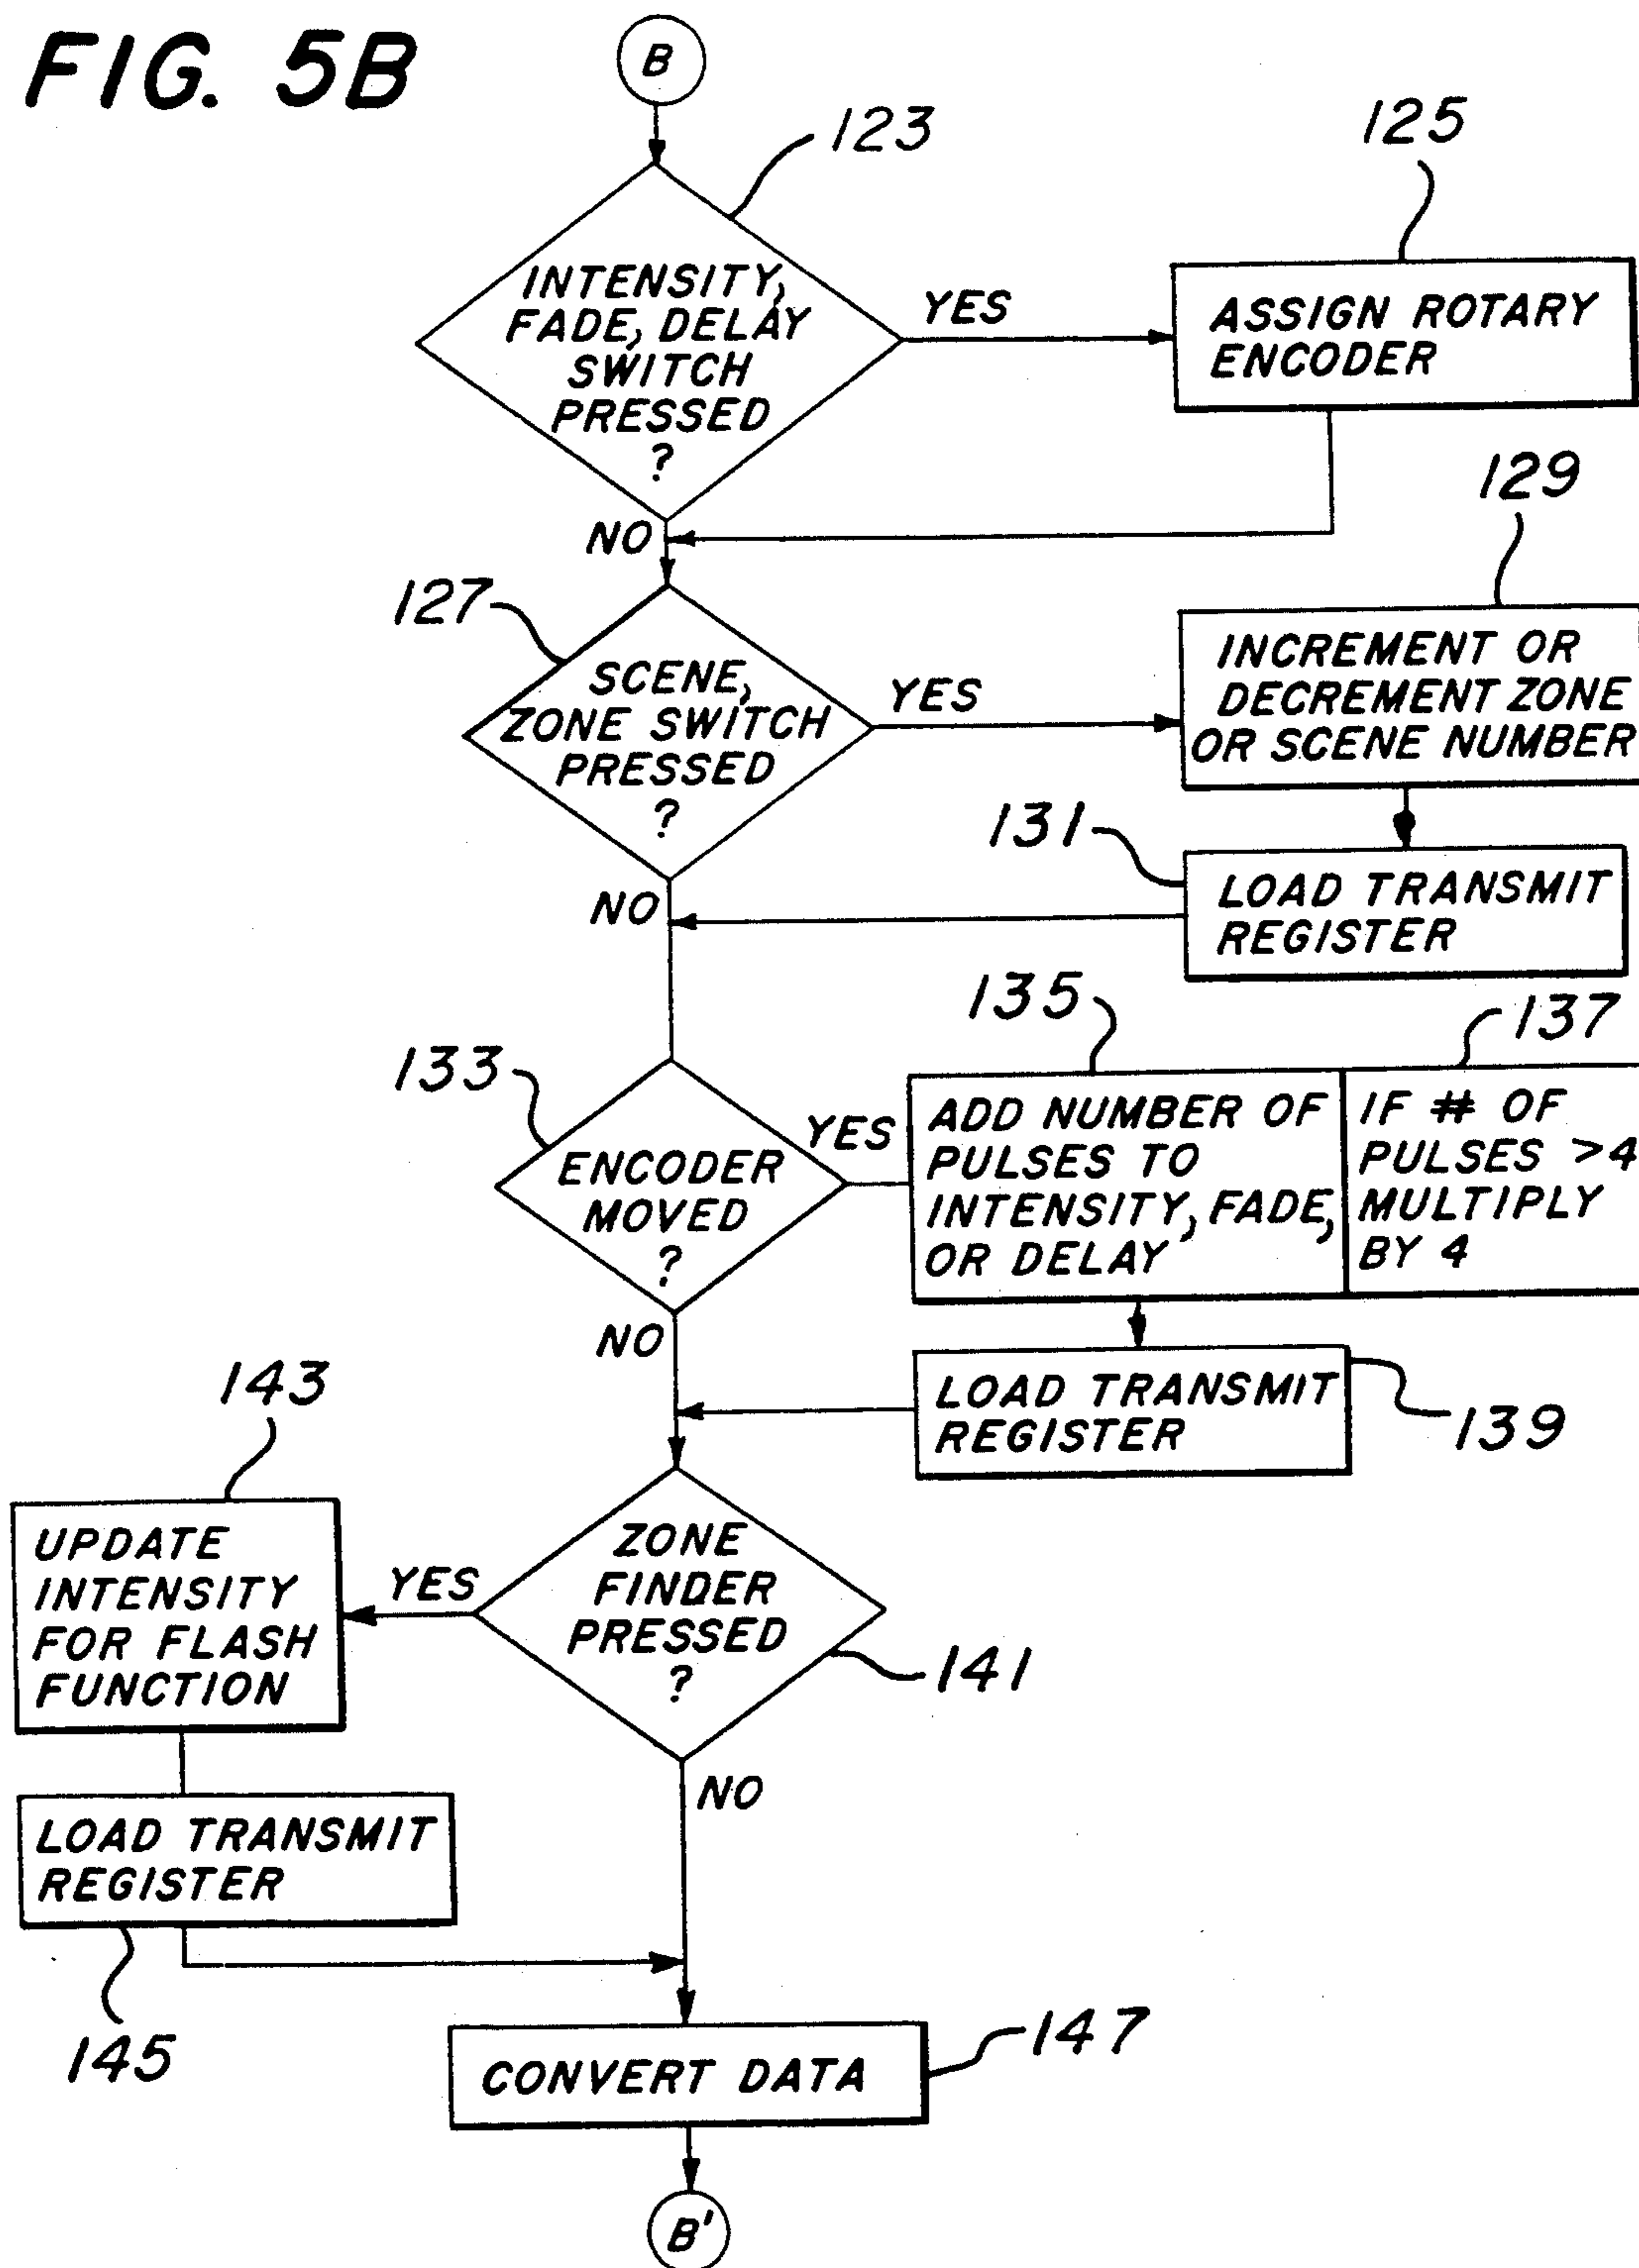 FIG. 5B
B
123
125
INTENSITY,
FADE, DELAY
SWITCH
PRESSED
?
YES
ASSIGN ROTARY
ENCODER
NO
129
127
SCENE,
ZONE SWITCH
PRESSED
?
YES
INCREMENT OR
DECREMENT ZONE
OR SCENE NUMBER
131
LOAD TRANSMIT
REGISTER
NO
135
137
133
ENCODER
MOVED
?
YES
ADD NUMBER OF
PULSES TO
INTENSITY, FADE,
OR DELAY
IF # OF
PULSES >4
MULTIPLY
BY 4
NO
LOAD TRANSMIT
REGISTER
139
143
ZONE
FINDER
PRESSED
?
141
YES
UPDATE
INTENSITY
FOR FLASH
FUNCTION
NO
LOAD TRANSMIT
REGISTER
145
147
CONVERT DATA
B'